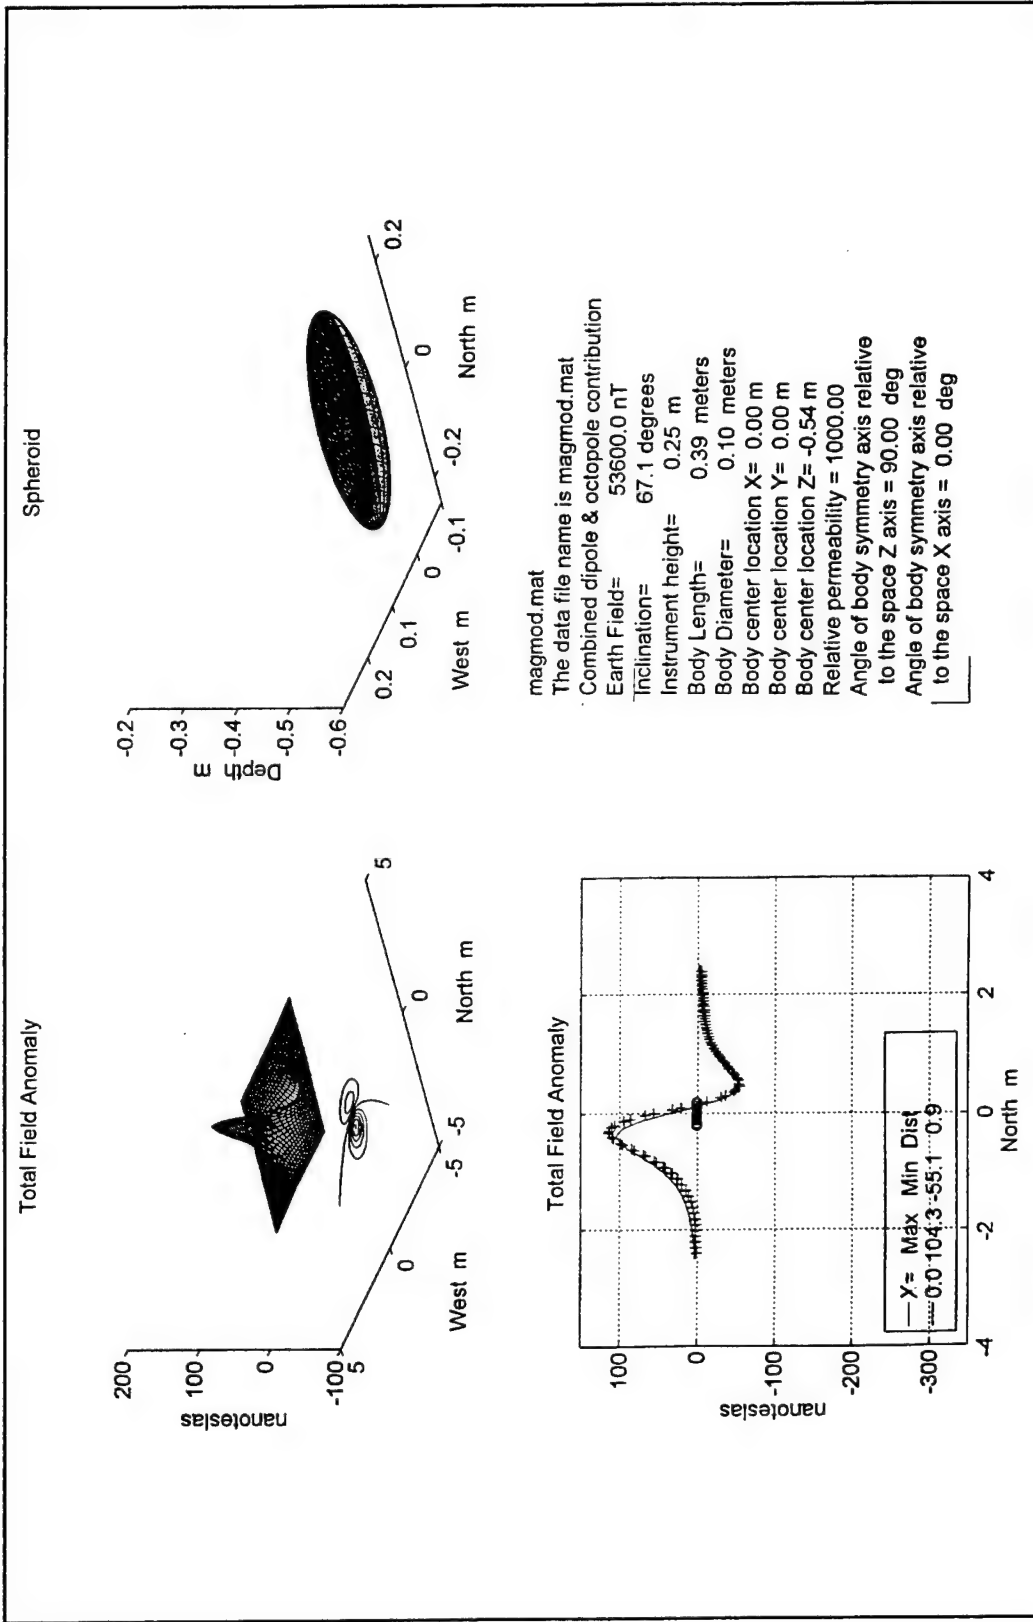 Total Field Anomaly
200
100
0
-100
nanoteslas
5
0
-5
West m
-5
0
5
North m
Spheroid
-0.2
-0.3
-0.4
-0.5
-0.6
Depth m
0.2
0.1
0
-0.1
West m
-0.2
0
0.2
North m
Total Field Anomaly
100
0
-100
-200
-300
nanoteslas
-4
-2
0
2
4
North m
X= Max Min Dist
0.0 104.3 -55.1 0.9
magmod.mat
The data file name is magmod.mat
Combined dipole & octopole contribution
Earth Field= 53600.0 nT
Inclination= 67.1 degrees
Instrument height= 0.25 m
Body Length= 0.39 meters
Body Diameter= 0.10 meters
Body center location X= 0.00 m
Body center location Y= 0.00 m
Body center location Z= -0.54 m
Relative permeability = 1000.00
Angle of body symmetry axis relative
to the space Z axis = 90.00 deg
Angle of body symmetry axis relative
to the space X axis = 0.00 deg